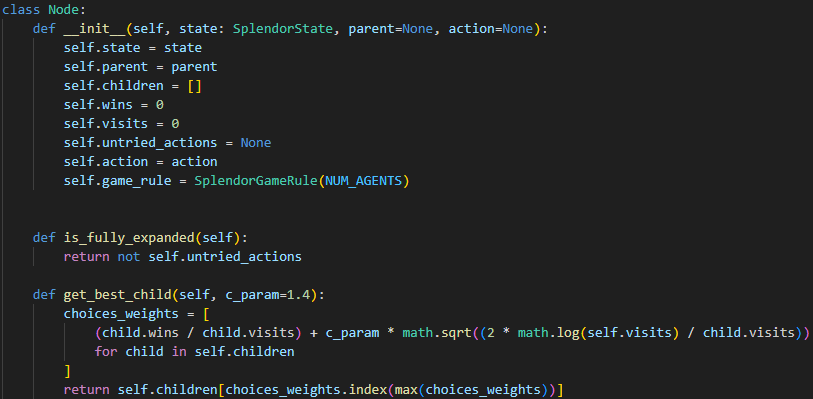 class Node:
    def __init__(self, state: SplendorState, parent=None, action=None):
        self.state = state
        self.parent = parent
        self.children = []
        self.wins = 0
        self.visits = 0
        self.untried_actions = None
        self.action = action
        self.game_rule = SplendorGameRule(NUM_AGENTS)
    def is_fully_expanded(self):
        return not self.untried_actions
    def get_best_child(self, c_param=1.4):
        choices_weights = [
            (child.wins / child.visits) + c_param * math.sqrt((2 * math.log(self.visits) / child.visits))
            for child in self.children
        ]
        return self.children[choices_weights.index(max(choices_weights))]